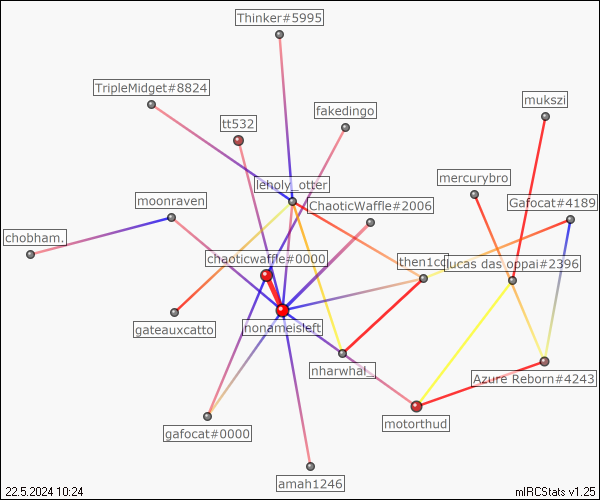 Thinker#5995
TripleMidget#8824
mukszi
fakedingo
tt532
mercurybro
leholy_otter
moonraven
ChaoticWaffle#2006
Gafocat#4189
chobham.
chaoticwaffle#0000
then1cc
lucas das oppai#2396
gateauxcatto
nonameisleft
nharwhal_
Azure Reborn#4243
motorthud
gafocat#0000
amah1246
22.5.2024 10:24
mIRCStats v1.25